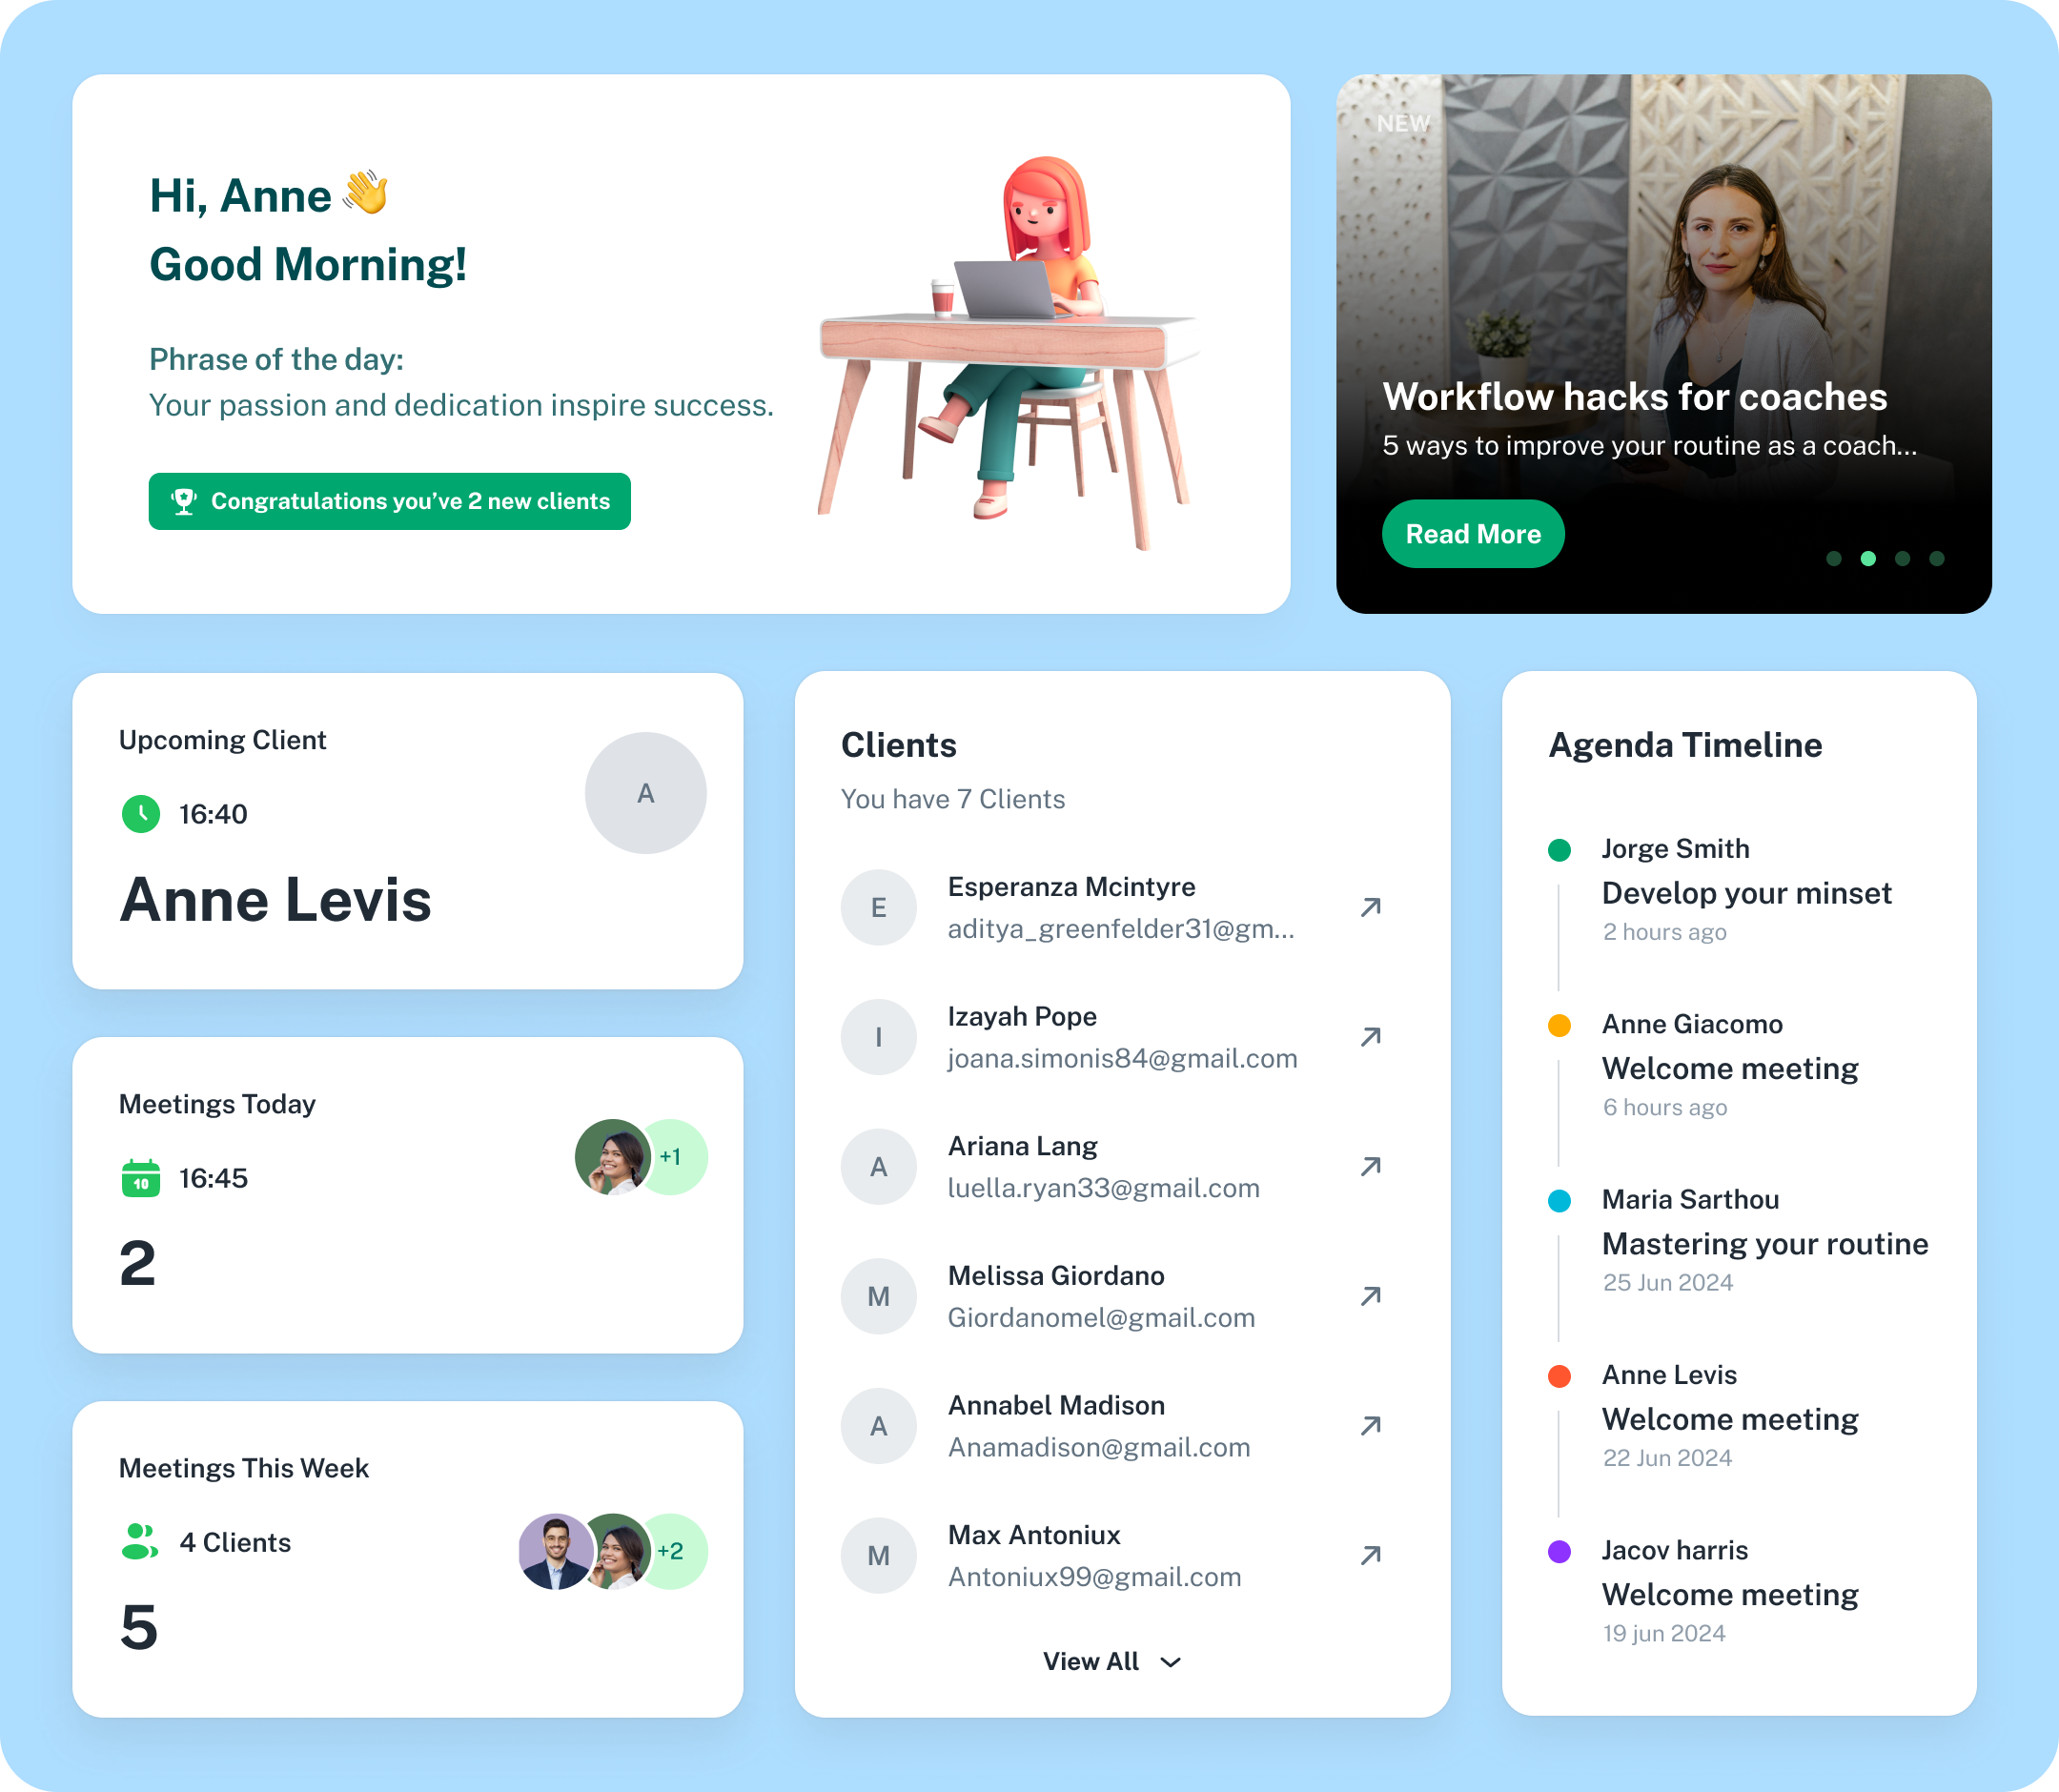 Hi, Anne 👋
Good Morning!
Phrase of the day:
Your passion and dedication inspire success.
Congratulations you’ve 2 new clients
NEW
Workflow hacks for coaches
5 ways to improve your routine as a coach...
Read More
Upcoming Client
A
16:40
Anne Levis
Meetings Today
+1
10
16:45
2
Meetings This Week
4 Clients
+2
5
Clients
You have 7 Clients
E
Esperanza Mcintyre
aditya_greenfelder31@gm...
I
Izayah Pope
joana.simonis84@gmail.com
A
Ariana Lang
luella.ryan33@gmail.com
M
Melissa Giordano
Giordanomel@gmail.com
A
Annabel Madison
Anamadison@gmail.com
M
Max Antoniux
Antoniux99@gmail.com
View All
Agenda Timeline
Jorge Smith
Develop your minset
2 hours ago
Anne Giacomo
Welcome meeting
6 hours ago
Maria Sarthou
Mastering your routine
25 Jun 2024
Anne Levis
Welcome meeting
22 Jun 2024
Jacov harris
Welcome meeting
19 jun 2024